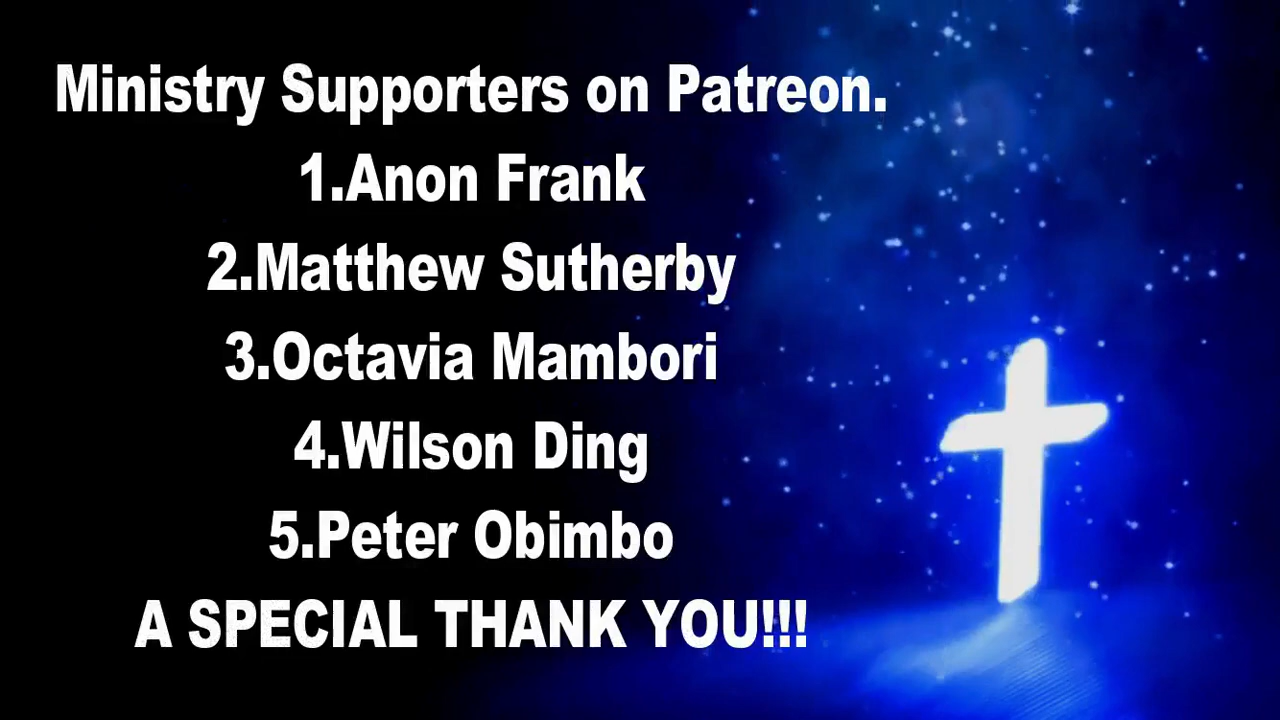 Ministry Supporters on Patreon.
1.Anon Frank
2.Matthew Sutherby
3.Octavia Mambori
4.Wilson Ding
5.Peter Obimbo
A SPECIAL THANK YOU!!!